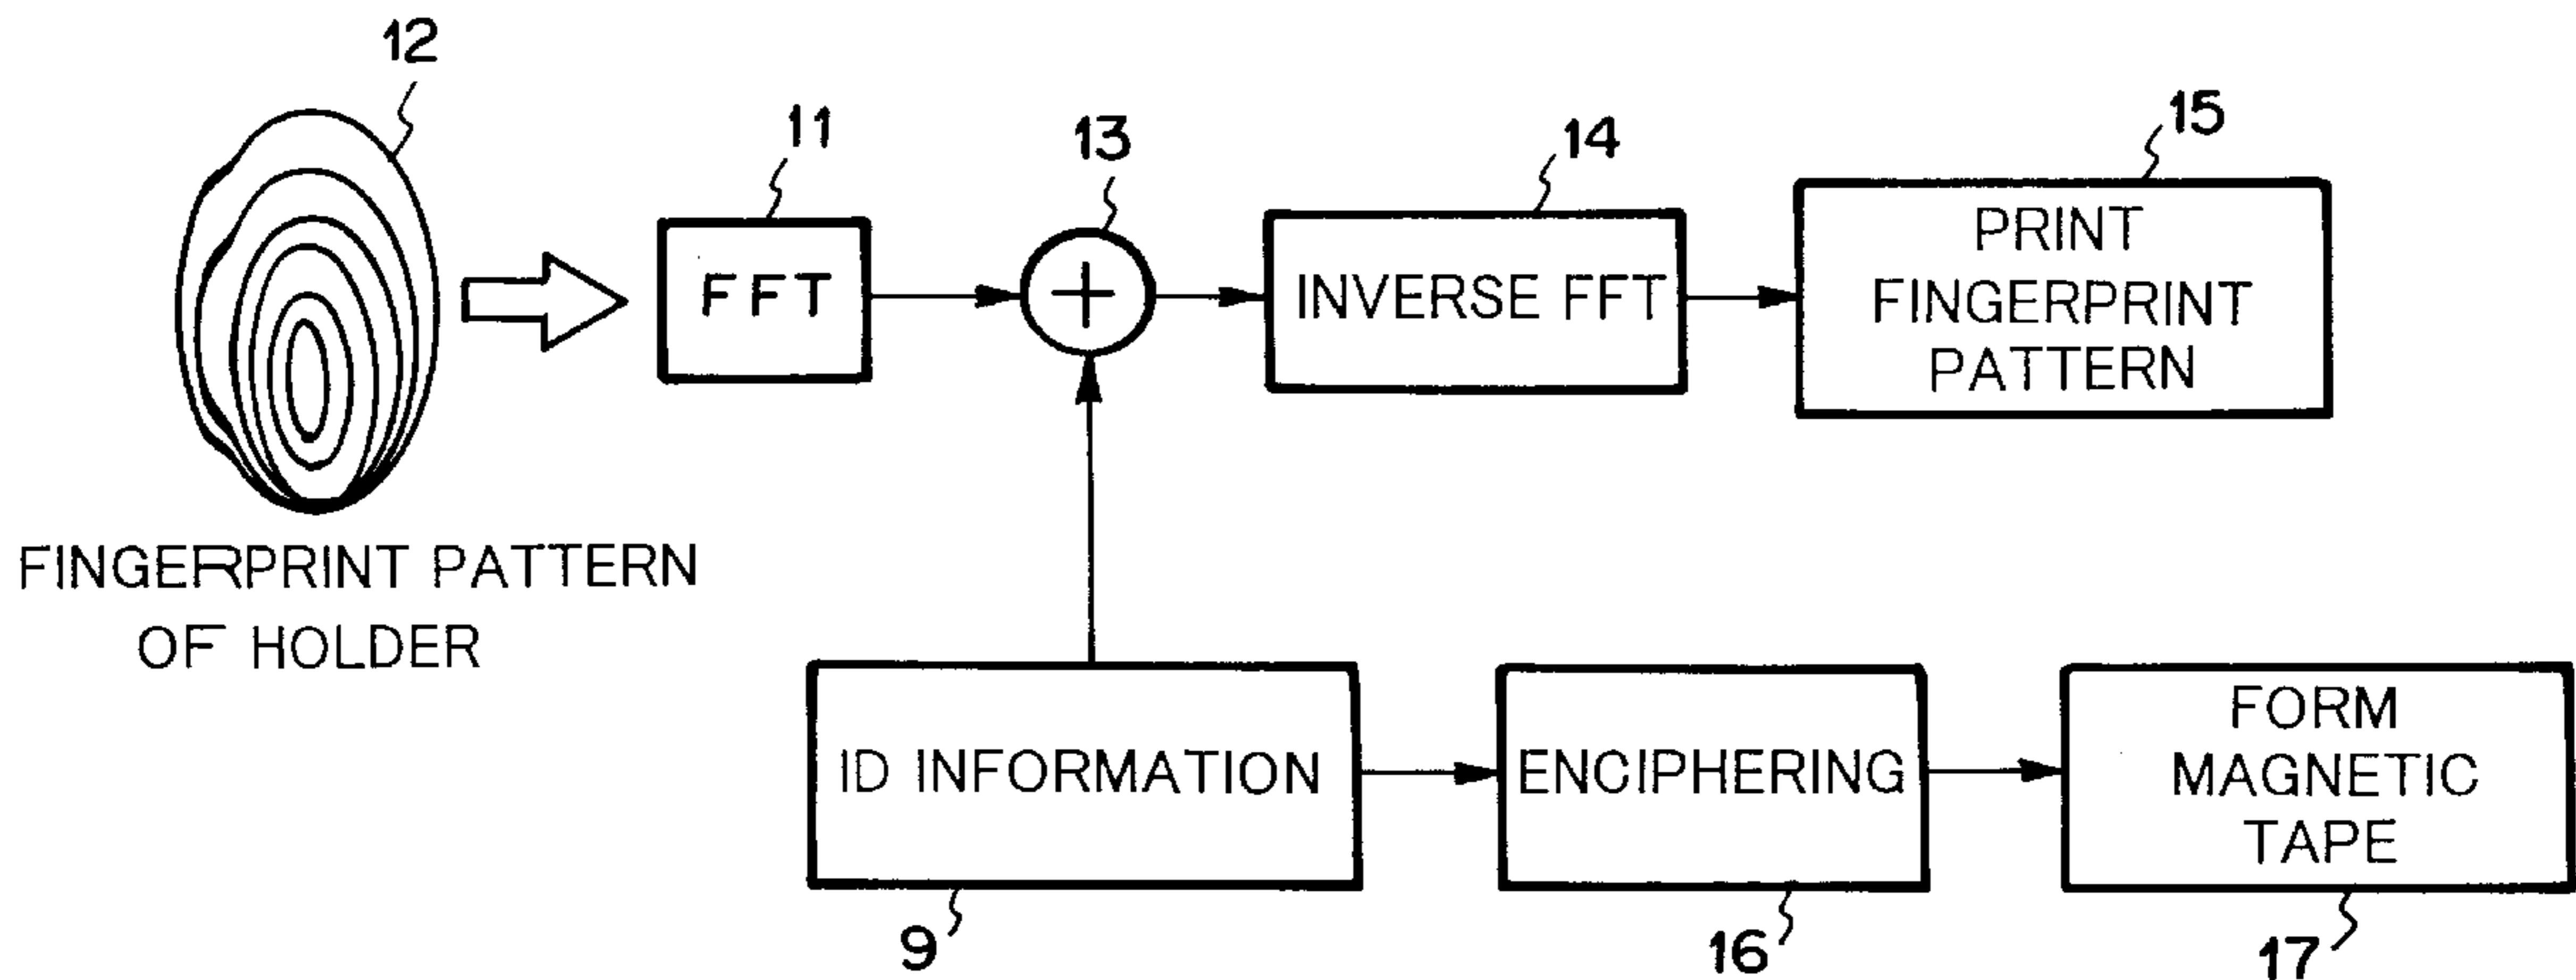 12
11
13
14
15
FFT
+
INVERSE FFT
PRINT
FINGERPRINT
PATTERN
FINGERPRINT PATTERN
OF HOLDER
ID INFORMATION
ENCIPHERING
FORM
MAGNETIC
TAPE
9
16
17